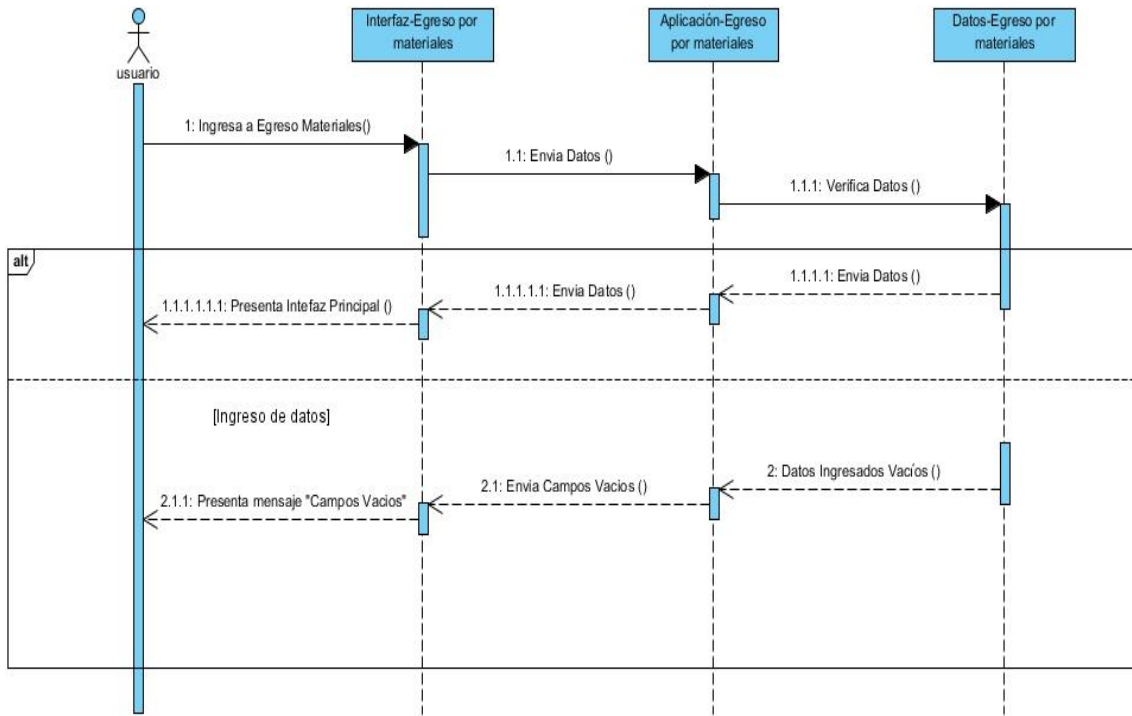 usuario
Interfaz-Egreso por
materiales
Aplicación-Egreso
por materiales
Datos-Egreso por
materiales
1: Ingresa a Egreso Materiales()
1.1: Envia Datos ()
1.1.1: Verifica Datos ()
alt
1.1.1.1: Envia Datos ()
1.1.1.1.1: Envia Datos ()
1.1.1.1.1.1: Presenta Intefaz Principal ()
[Ingreso de datos]
2: Datos Ingresados Vacíos ()
2.1: Envia Campos Vacios ()
2.1.1: Presenta mensaje "Campos Vacios"